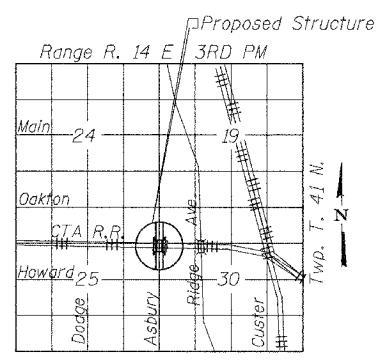 Proposed Structure
Range R. 14 E 3RD PM
Main
24
19
Oakton
CTA R.R.
Ridge Ave.
Howard
25
30
Dodge
Asbury
Custer
Twp. T. 41 N.
N